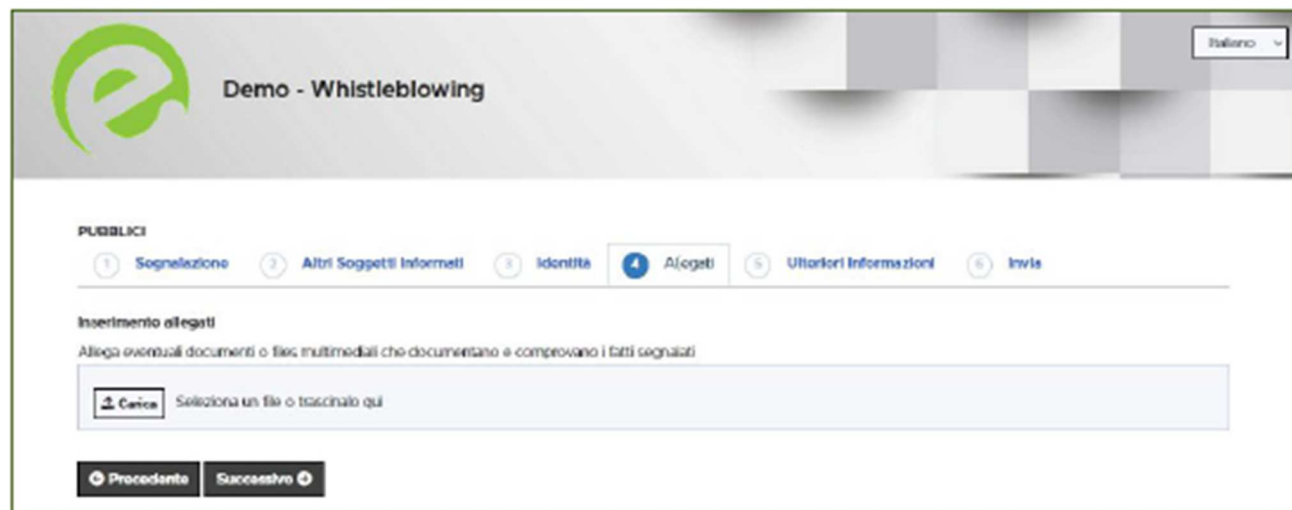 Italiano
Demo - Whistleblowing
PUBBLICI
1 Segnalazione 2 Altri Soggetti Informati 3 Identità 4 Allegati 5 Ulteriori Informazioni 6 Invia
Inserimento allegati
Allega eventuali documenti o files multimediali che documentano e comprovano i fatti segnalati
Carica Seleziona un file o trascinalo qui
Precedente Successivo